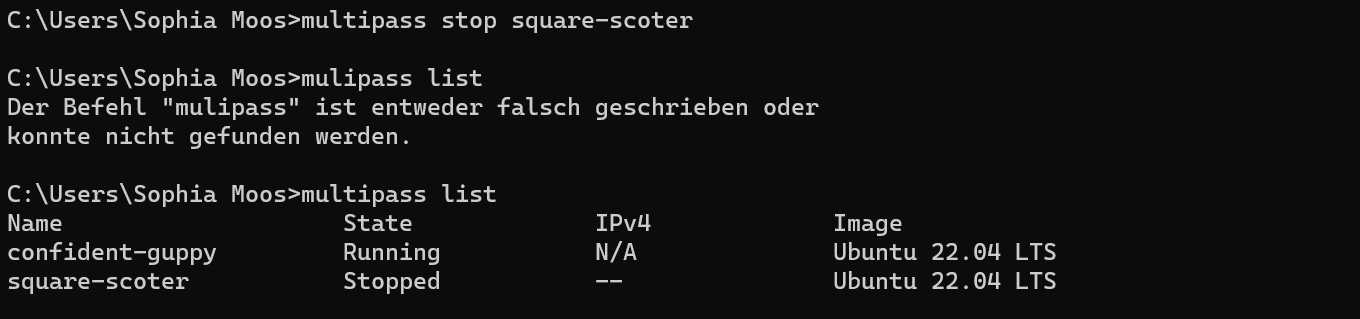 C:\Users\Sophia Moos>multipass stop square-scoter
C:\Users\Sophia Moos>mulipass list
Der Befehl "mulipass" ist entweder falsch geschrieben oder
konnte nicht gefunden werden.
C:\Users\Sophia Moos>multipass list
Name State IPv4 Image
confident-guppy Running N/A Ubuntu 22.04 LTS
square-scoter Stopped -- Ubuntu 22.04 LTS